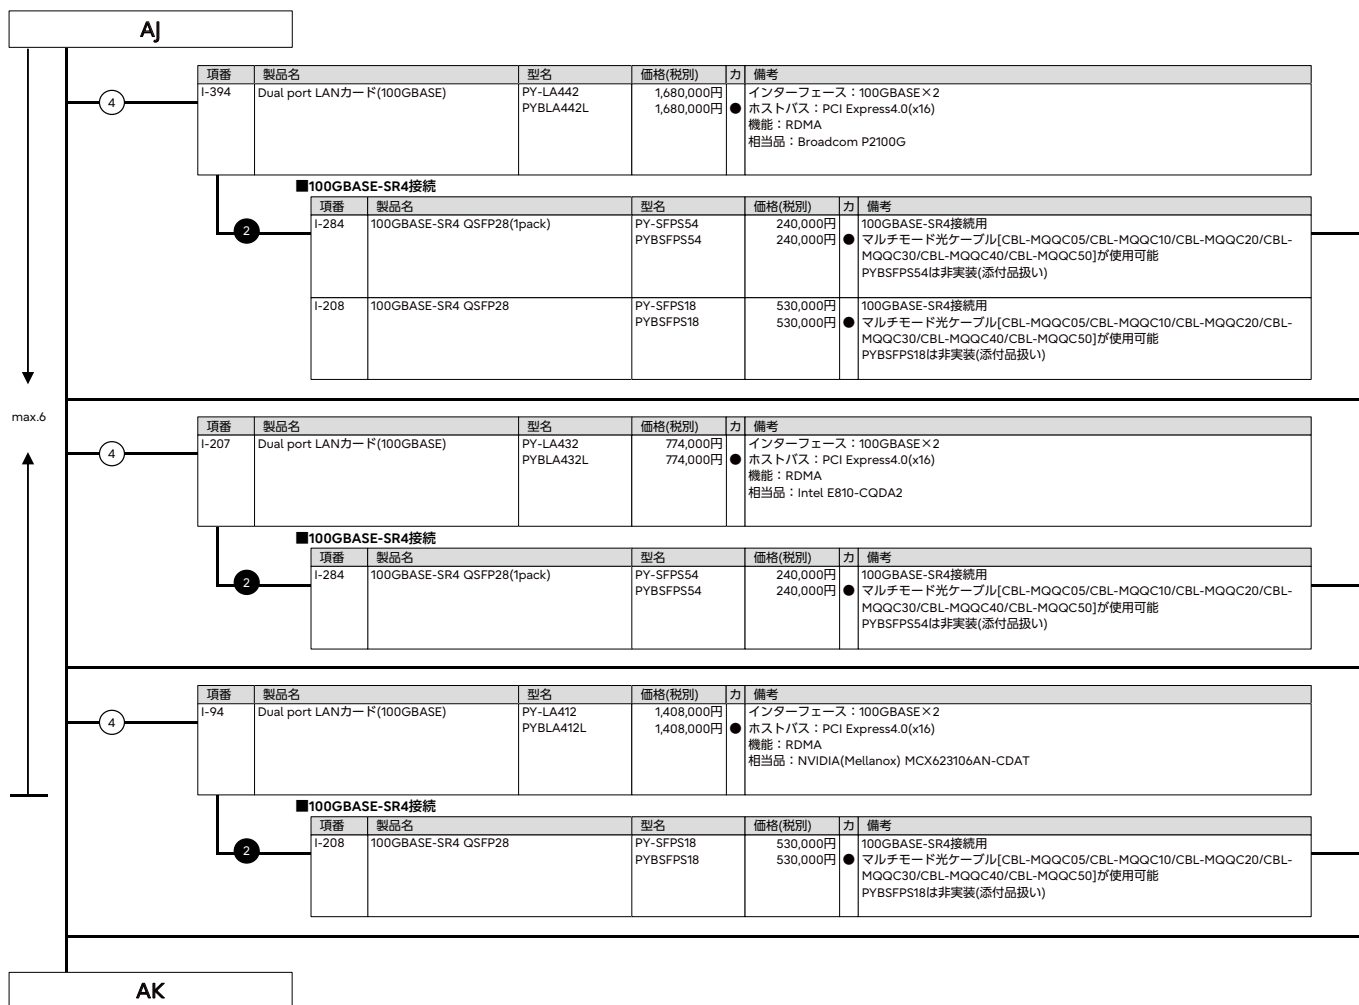 AJ
項番 製品名 型名 価格(税別) カ 備考
④ I-394 Dual port LANカード(100GBASE) PY-LA442 1,680,000円 インターフェース：100GBASE×2
PYBLA442L 1,680,000円 ● ホストバス：PCI Express4.0(x16)
機能：RDMA
相当品：Broadcom P2100G
■100GBASE-SR4接続
項番 製品名 型名 価格(税別) カ 備考
❷ I-284 100GBASE-SR4 QSFP28(1pack) PY-SFPS54 240,000円 100GBASE-SR4接続用
PYBSFPS54 240,000円 ● マルチモード光ケーブル[CBL-MQQC05/CBL-MQQC10/CBL-MQQC20/CBL-
MQQC30/CBL-MQQC40/CBL-MQQC50]が使用可能
PYBSFPS54は非実装(添付品扱い)
I-208 100GBASE-SR4 QSFP28 PY-SFPS18 530,000円 100GBASE-SR4接続用
PYBSFPS18 530,000円 ● マルチモード光ケーブル[CBL-MQQC05/CBL-MQQC10/CBL-MQQC20/CBL-
MQQC30/CBL-MQQC40/CBL-MQQC50]が使用可能
PYBSFPS18は非実装(添付品扱い)
max.6
項番 製品名 型名 価格(税別) カ 備考
④ I-207 Dual port LANカード(100GBASE) PY-LA432 774,000円 インターフェース：100GBASE×2
PYBLA432L 774,000円 ● ホストバス：PCI Express4.0(x16)
機能：RDMA
相当品：Intel E810-CQDA2
■100GBASE-SR4接続
項番 製品名 型名 価格(税別) カ 備考
❷ I-284 100GBASE-SR4 QSFP28(1pack) PY-SFPS54 240,000円 100GBASE-SR4接続用
PYBSFPS54 240,000円 ● マルチモード光ケーブル[CBL-MQQC05/CBL-MQQC10/CBL-MQQC20/CBL-
MQQC30/CBL-MQQC40/CBL-MQQC50]が使用可能
PYBSFPS54は非実装(添付品扱い)
項番 製品名 型名 価格(税別) カ 備考
④ I-94 Dual port LANカード(100GBASE) PY-LA412 1,408,000円 インターフェース：100GBASE×2
PYBLA412L 1,408,000円 ● ホストバス：PCI Express4.0(x16)
機能：RDMA
相当品：NVIDIA(Mellanox) MCX623106AN-CDAT
■100GBASE-SR4接続
項番 製品名 型名 価格(税別) カ 備考
❷ I-208 100GBASE-SR4 QSFP28 PY-SFPS18 530,000円 100GBASE-SR4接続用
PYBSFPS18 530,000円 ● マルチモード光ケーブル[CBL-MQQC05/CBL-MQQC10/CBL-MQQC20/CBL-
MQQC30/CBL-MQQC40/CBL-MQQC50]が使用可能
PYBSFPS18は非実装(添付品扱い)
AK